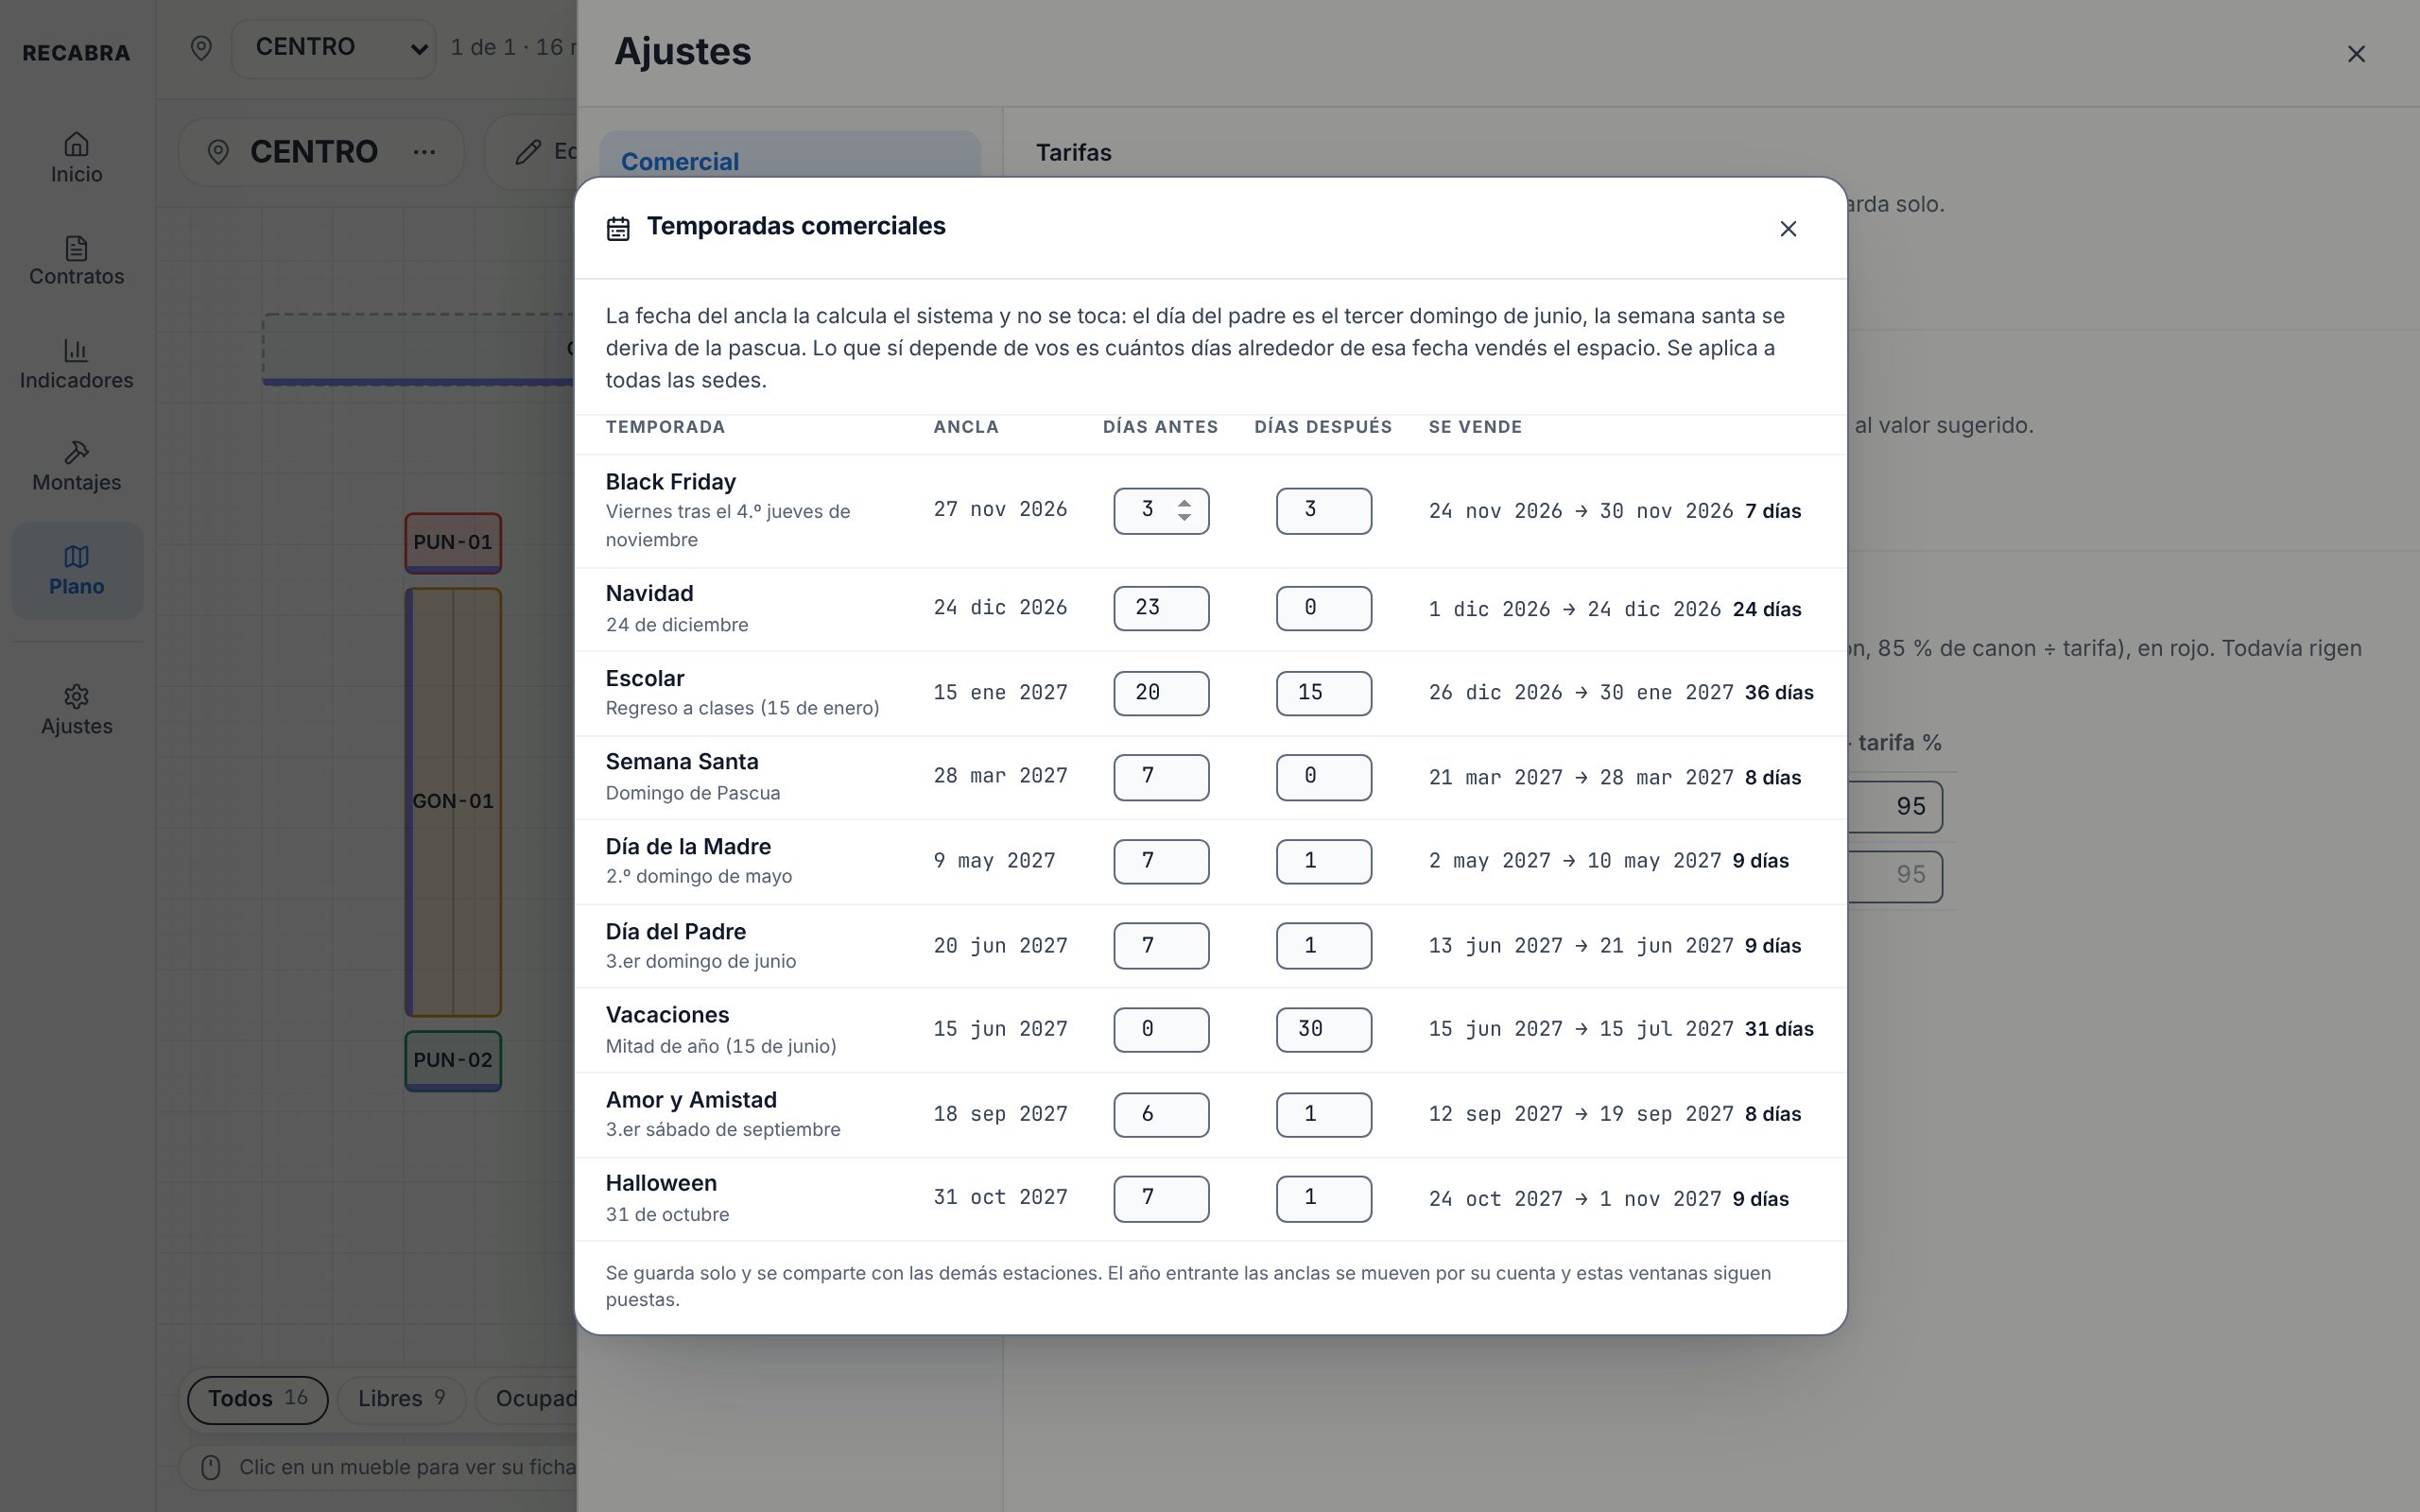 RECABRA
Inicio
Contratos
Indicadores
Montajes
Plano
Ajustes
CENTRO
1 de 1 · 16
CENTRO
PUN-01
GON-01
PUN-02
Todos 16
Libres 9
Ocupad
Clic en un mueble para ver su ficha
Ajustes
Comercial
Tarifas
arda solo.
al valor sugerido.
85 % de canon ÷ tarifa), en rojo. Todavía rigen
tarifa %
95
95
Temporadas comerciales
La fecha del ancla la calcula el sistema y no se toca: el día del padre es el tercer domingo de junio, la semana santa se
deriva de la pascua. Lo que sí depende de vos es cuántos días alrededor de esa fecha vendés el espacio. Se aplica a
todas las sedes.
TEMPORADA ANCLA DÍAS ANTES DÍAS DESPUÉS SE VENDE
Black Friday
Viernes tras el 4.º jueves de
noviembre
27 nov 2026 3 3 24 nov 2026 → 30 nov 2026 7 días
Navidad
24 de diciembre
24 dic 2026 23 0 1 dic 2026 → 24 dic 2026 24 días
Escolar
Regreso a clases (15 de enero)
15 ene 2027 20 15 26 dic 2026 → 30 ene 2027 36 días
Semana Santa
Domingo de Pascua
28 mar 2027 7 0 21 mar 2027 → 28 mar 2027 8 días
Día de la Madre
2.º domingo de mayo
9 may 2027 7 1 2 may 2027 → 10 may 2027 9 días
Día del Padre
3.er domingo de junio
20 jun 2027 7 1 13 jun 2027 → 21 jun 2027 9 días
Vacaciones
Mitad de año (15 de junio)
15 jun 2027 0 30 15 jun 2027 → 15 jul 2027 31 días
Amor y Amistad
3.er sábado de septiembre
18 sep 2027 6 1 12 sep 2027 → 19 sep 2027 8 días
Halloween
31 de octubre
31 oct 2027 7 1 24 oct 2027 → 1 nov 2027 9 días
Se guarda solo y se comparte con las demás estaciones. El año entrante las anclas se mueven por su cuenta y estas ventanas siguen
puestas.